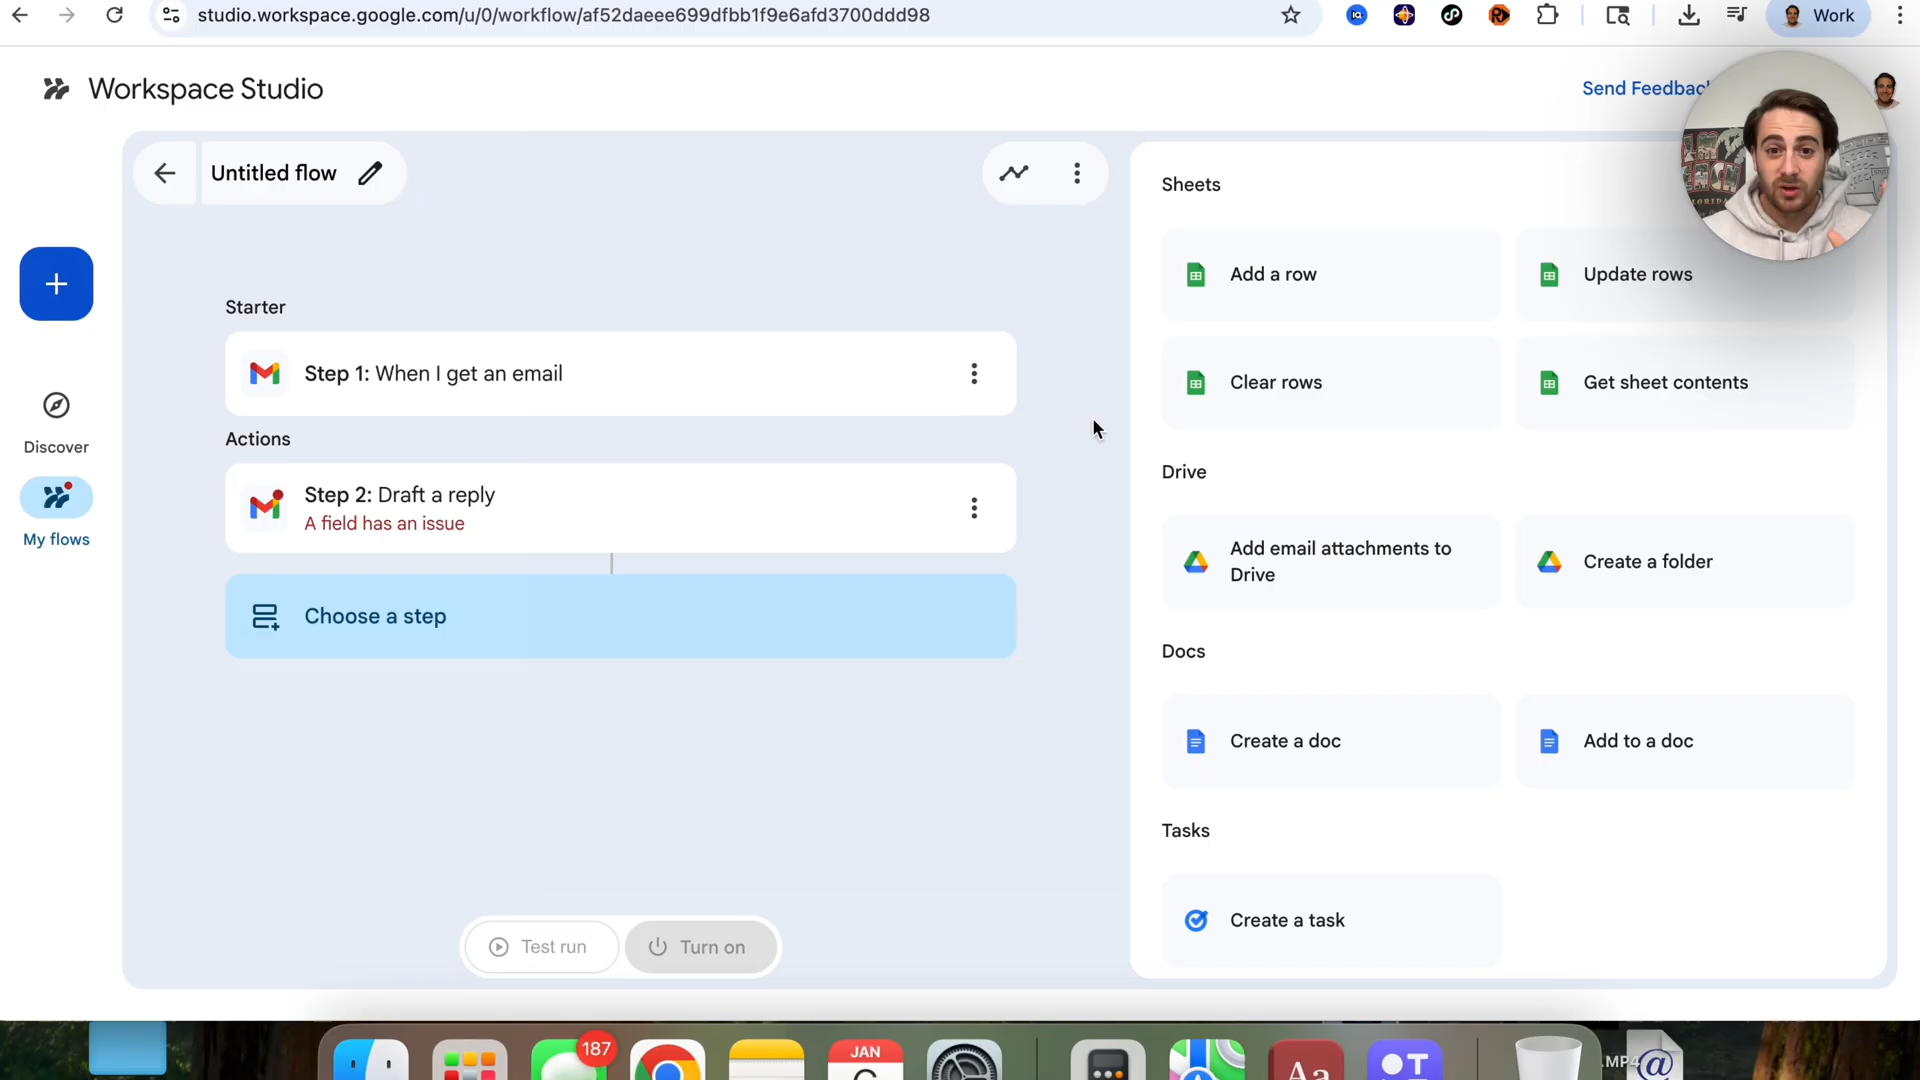 studio.workspace.google.com/u/0/workflow/af52daeee699dfbb1f9e6afd3700ddd98
Work
Workspace Studio
Send Feedbac
Untitled flow
Starter
Step 1: When I get an email
Actions
Step 2: Draft a reply
A field has an issue
Choose a step
Test run
Turn on
Discover
My flows
Sheets
Add a row
Update rows
Clear rows
Get sheet contents
Drive
Add email attachments to
Drive
Create a folder
Docs
Create a doc
Add to a doc
Tasks
Create a task
187
JAN
Aa
.MP4
@